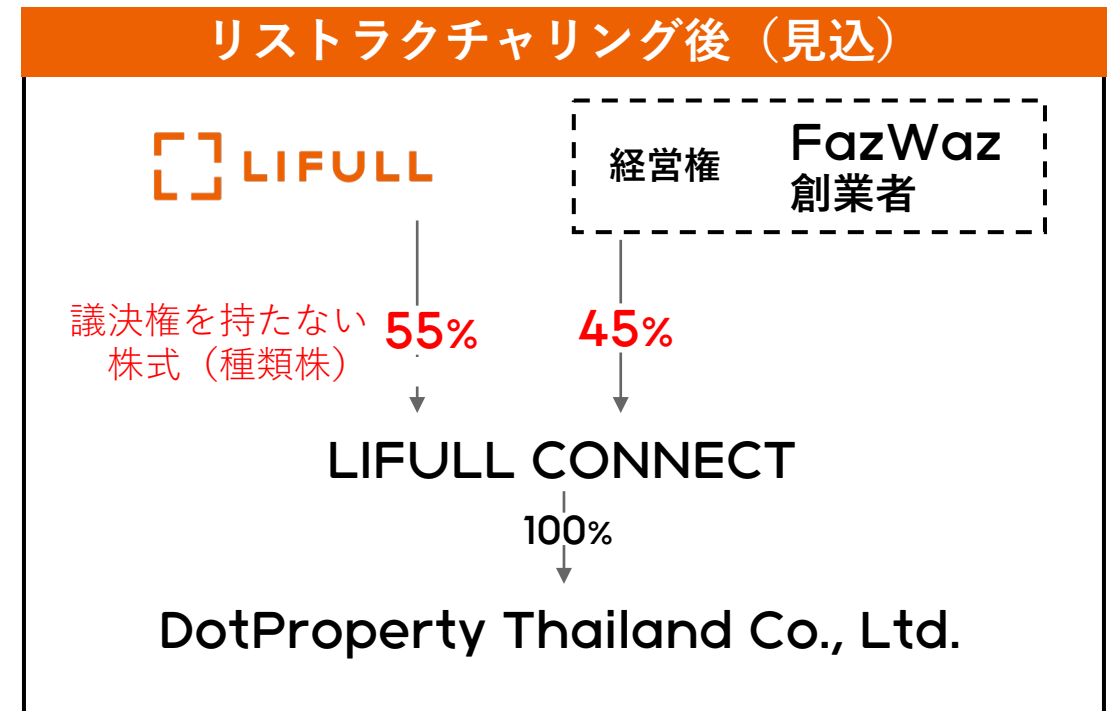 リストラクチャリング後（見込）
LIFULL
経営権
FazWaz
創業者
議決権を持たない
株式（種類株）
55%
45%
LIFULL CONNECT
100%
DotProperty Thailand Co., Ltd.